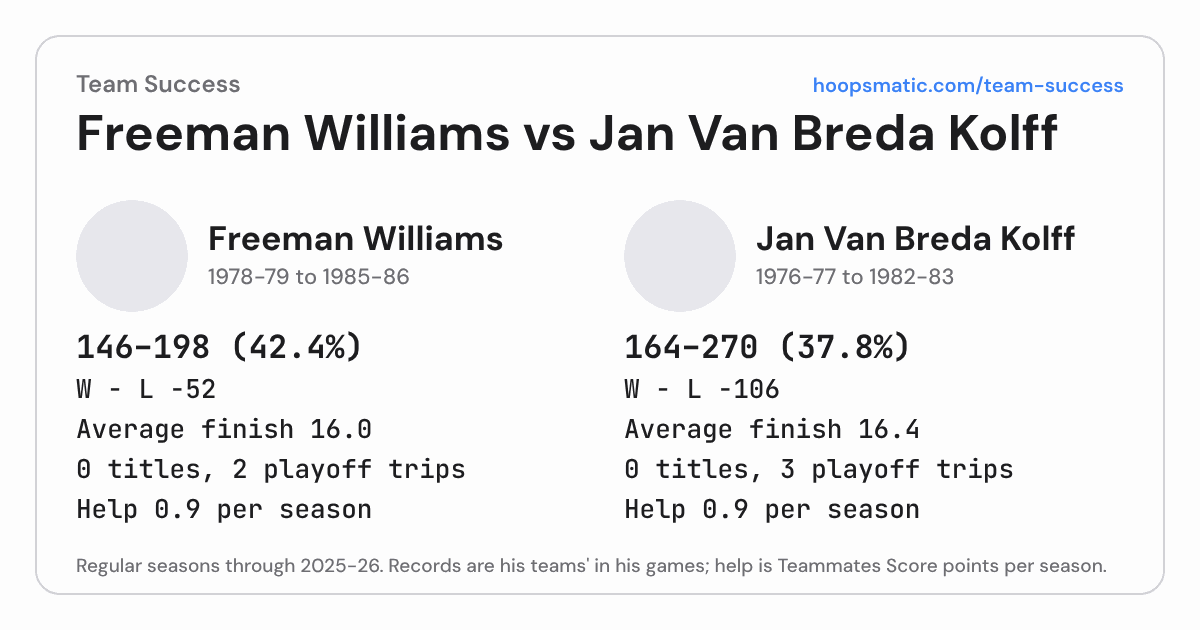 Team Success
hoopsmatic.com/team-success
Freeman Williams vs Jan Van Breda Kolff
Freeman Williams
1978-79 to 1985-86
146-198 (42.4%)
W - L -52
Average finish 16.0
0 titles, 2 playoff trips
Help 0.9 per season
Jan Van Breda Kolff
1976-77 to 1982-83
164-270 (37.8%)
W - L -106
Average finish 16.4
0 titles, 3 playoff trips
Help 0.9 per season
Regular seasons through 2025-26. Records are his teams' in his games; help is Teammates Score points per season.